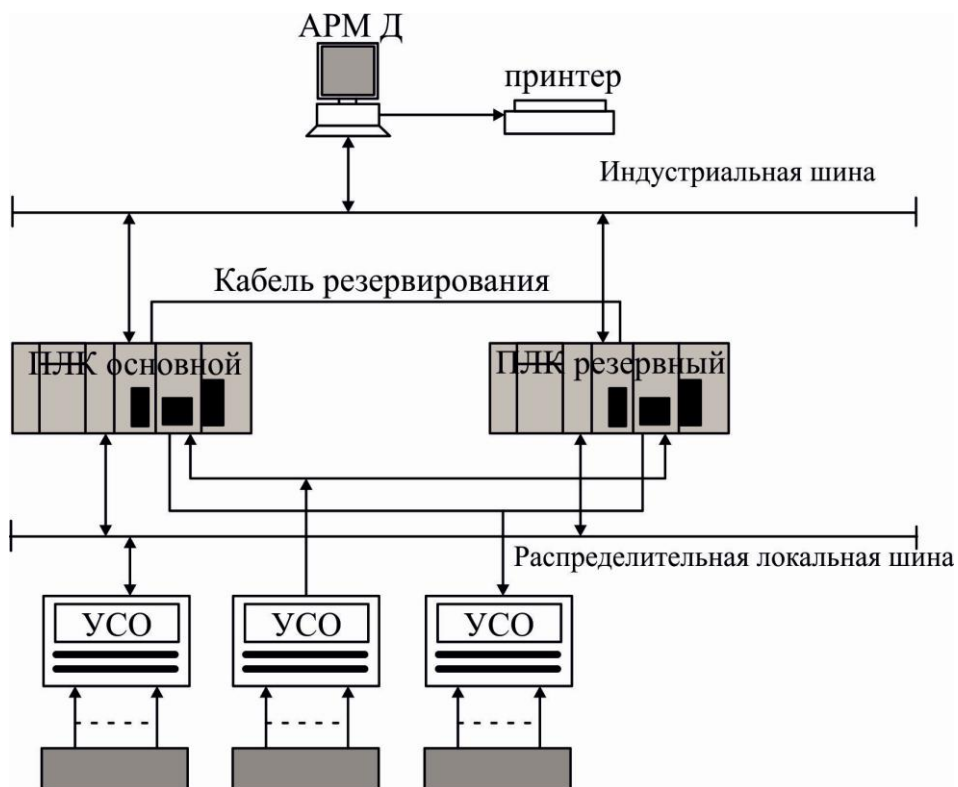 АРМ Д
принтер
Индустриальная шина
Кабель резервирования
ПЛК основной
ПЛК резервный
Распределительная локальная шина
УСО
УСО
УСО